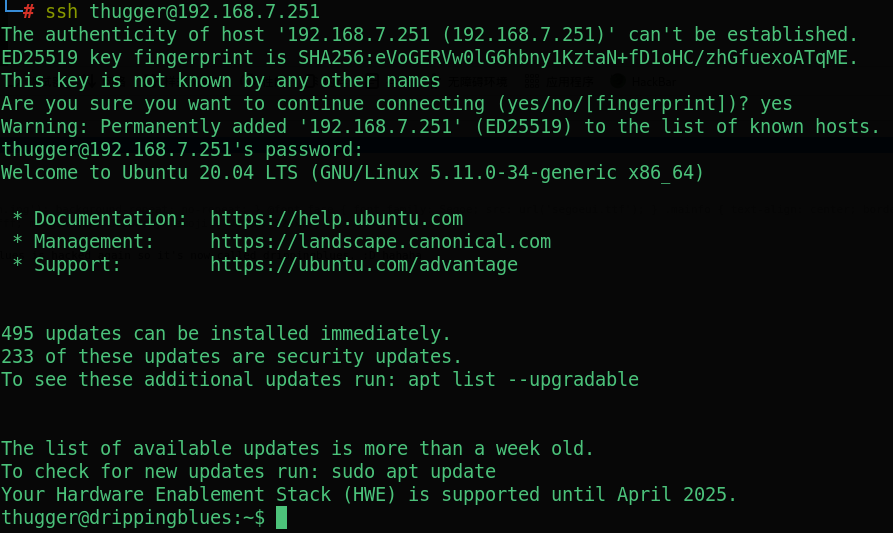 └─# ssh thugger@192.168.7.251
The authenticity of host '192.168.7.251 (192.168.7.251)' can't be established.
ED25519 key fingerprint is SHA256:eVoGERVw0lG6hbny1KztaN+fD1oHC/zhGfuexoATqME.
This key is not known by any other names
Are you sure you want to continue connecting (yes/no/[fingerprint])? yes
Warning: Permanently added '192.168.7.251' (ED25519) to the list of known hosts.
thugger@192.168.7.251's password:
Welcome to Ubuntu 20.04 LTS (GNU/Linux 5.11.0-34-generic x86_64)
 * Documentation:  https://help.ubuntu.com
 * Management:     https://landscape.canonical.com
 * Support:        https://ubuntu.com/advantage
495 updates can be installed immediately.
233 of these updates are security updates.
To see these additional updates run: apt list --upgradable
The list of available updates is more than a week old.
To check for new updates run: sudo apt update
Your Hardware Enablement Stack (HWE) is supported until April 2025.
thugger@drippingblues:~$